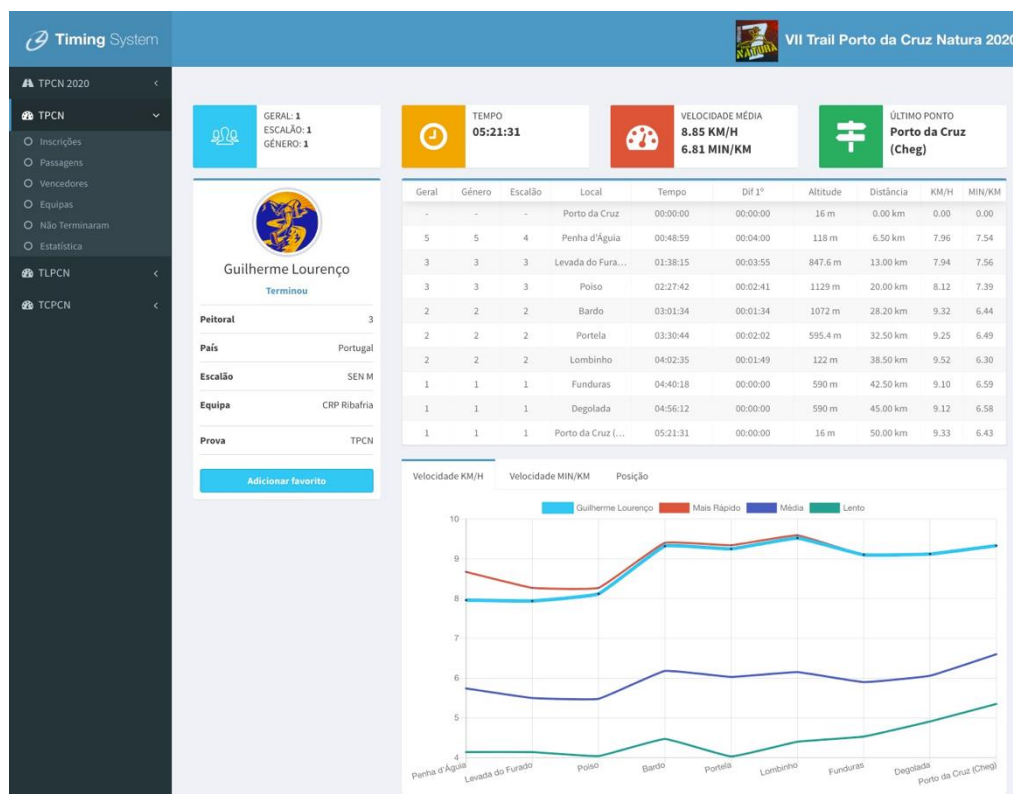 Timing System
VII Trail Porto da Cruz Natura 2020
TPCN 2020
TPCN
Inscrições
Passagens
Vencedores
Equipas
Não Terminaram
Estatística
TLPCN
TCPCN
GERAL: 1
ESCALÃO: 1
GÉNERO: 1
TEMPO
05:21:31
VELOCIDADE MÉDIA
8.85 KM/H
6.81 MIN/KM
ÚLTIMO PONTO
Porto da Cruz
(Cheg)
Guilherme Lourenço
Terminou
Peitoral 3
País Portugal
Escalão SEN M
Equipa CRP Ribafria
Prova TPCN
Adicionar favorito
Geral Género Escalão Local Tempo Dif 1º Altitude Distância KM/H MIN/KM
- - - Porto da Cruz 00:00:00 00:00:00 16 m 0.00 km 0.00 0.00
5 5 4 Penha d'Águia 00:48:59 00:04:00 118 m 6.50 km 7.96 7.54
3 3 3 Levada do Fura... 01:38:15 00:03:55 847.6 m 13.00 km 7.94 7.56
3 3 3 Poiso 02:27:42 00:02:41 1129 m 20.00 km 8.12 7.39
2 2 2 Bardo 03:01:34 00:01:34 1072 m 28.20 km 9.32 6.44
2 2 2 Portela 03:30:44 00:02:02 595.4 m 32.50 km 9.25 6.49
2 2 2 Lombinho 04:02:35 00:01:49 122 m 38.50 km 9.52 6.30
1 1 1 Funduras 04:40:18 00:00:00 590 m 42.50 km 9.10 6.59
1 1 1 Degolada 04:56:12 00:00:00 590 m 45.00 km 9.12 6.58
1 1 1 Porto da Cruz (... 05:21:31 00:00:00 16 m 50.00 km 9.33 6.43
Velocidade KM/H Velocidade MIN/KM Posição
Guilherme Lourenço Mais Rápido Média Lento
10
9
8
7
6
5
4
Penha d'Águia Levada do Furado Poiso Bardo Portela Lombinho Funduras Degolada Porto da Cruz (Cheg)